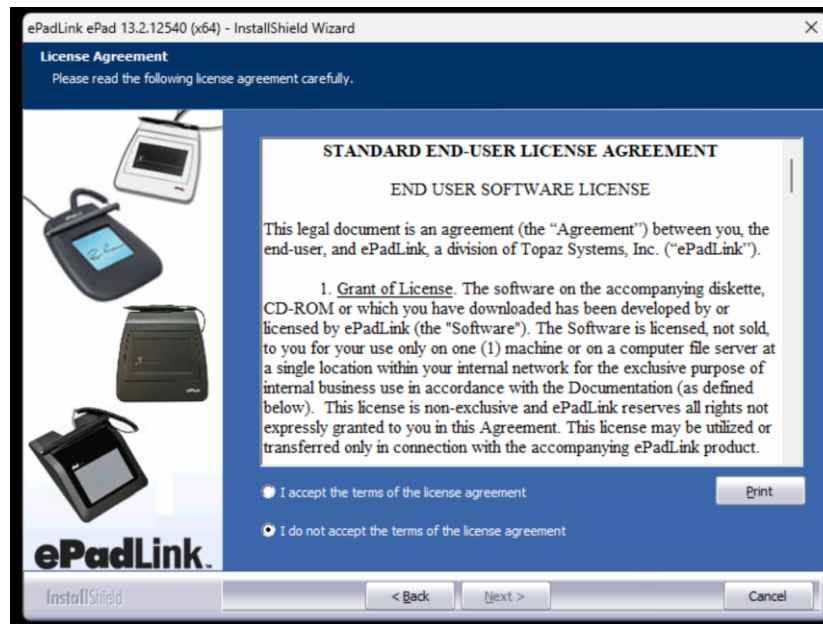 ePadLink ePad 13.2.12540 (x64) - InstallShield Wizard
License Agreement
Please read the following license agreement carefully.
STANDARD END-USER LICENSE AGREEMENT
END USER SOFTWARE LICENSE
This legal document is an agreement (the “Agreement”) between you, the
end-user, and ePadLink, a division of Topaz Systems, Inc. (“ePadLink”).
1. Grant of License. The software on the accompanying diskette,
CD-ROM or which you have downloaded has been developed by or
licensed by ePadLink (the "Software"). The Software is licensed, not sold,
to you for your use only on one (1) machine or on a computer file server at
a single location within your internal network for the exclusive purpose of
internal business use in accordance with the Documentation (as defined
below). This license is non-exclusive and ePadLink reserves all rights not
expressly granted to you in this Agreement. This license may be utilized or
transferred only in connection with the accompanying ePadLink product.
I accept the terms of the license agreement
Print
I do not accept the terms of the license agreement
ePadLink.
InstallShield
< Back
Next >
Cancel